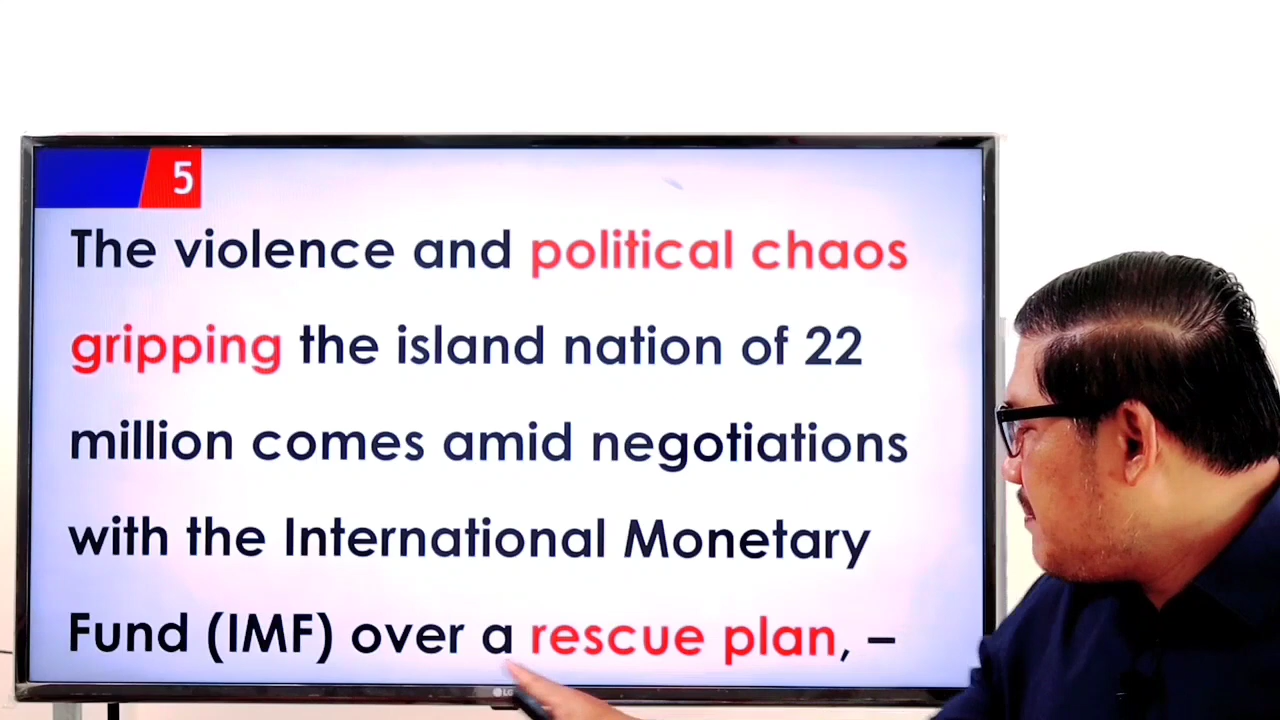 5
The violence and political chaos
gripping the island nation of 22
million comes amid negotiations
with the International Monetary
Fund (IMF) over a rescue plan, –
LG